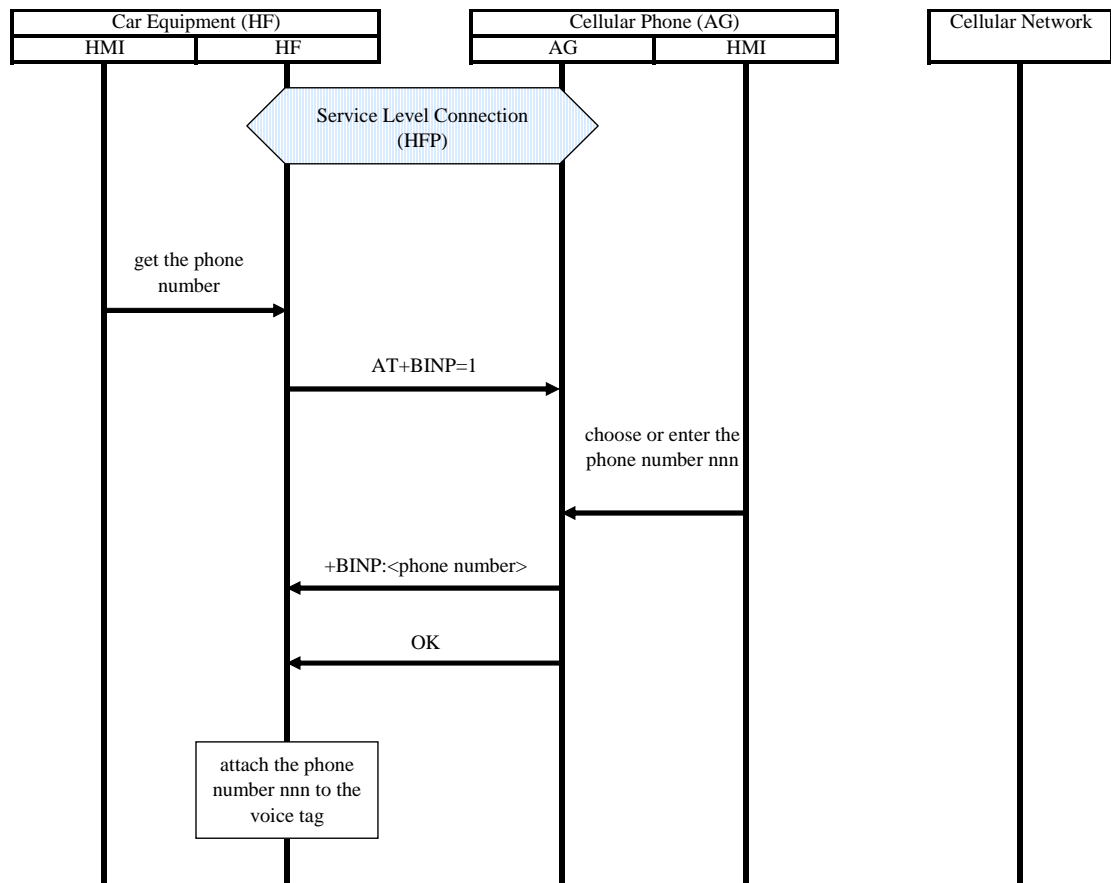 Car Equipment (HF)
Cellular Phone (AG)
Cellular Network
HMI
HF
AG
HMI
Service Level Connection
(HFP)
get the phone
number
AT+BINP=1
choose or enter the
phone number nnn
+BINP:<phone number>
OK
attach the phone
number nnn to the
voice tag